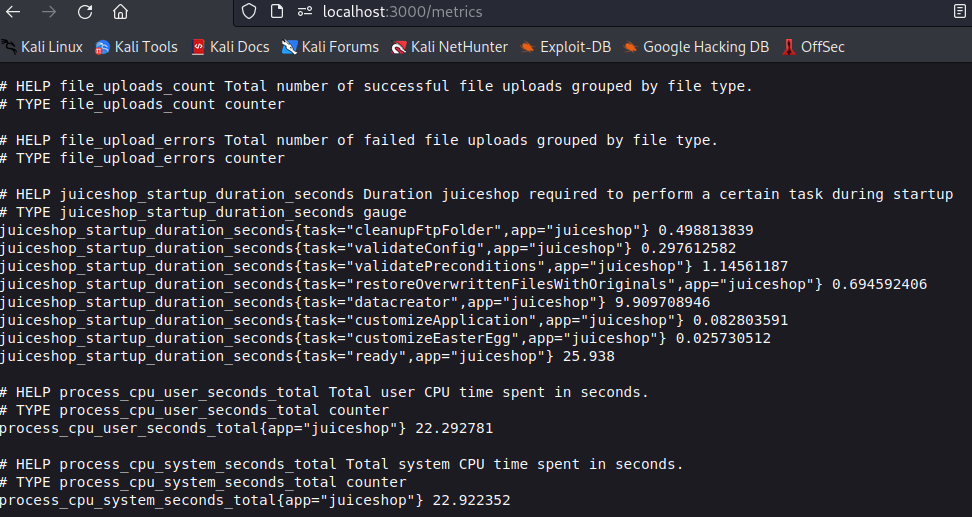 localhost:3000/metrics
Kali Linux Kali Tools Kali Docs Kali Forums Kali NetHunter Exploit-DB Google Hacking DB OffSec
# HELP file_uploads_count Total number of successful file uploads grouped by file type.
# TYPE file_uploads_count counter
# HELP file_upload_errors Total number of failed file uploads grouped by file type.
# TYPE file_upload_errors counter
# HELP juiceshop_startup_duration_seconds Duration juiceshop required to perform a certain task during startup
# TYPE juiceshop_startup_duration_seconds gauge
juiceshop_startup_duration_seconds{task="cleanupFtpFolder",app="juiceshop"} 0.498813839
juiceshop_startup_duration_seconds{task="validateConfig",app="juiceshop"} 0.297612582
juiceshop_startup_duration_seconds{task="validatePreconditions",app="juiceshop"} 1.14561187
juiceshop_startup_duration_seconds{task="restoreOverwrittenFilesWithOriginals",app="juiceshop"} 0.694592406
juiceshop_startup_duration_seconds{task="datacreator",app="juiceshop"} 9.909708946
juiceshop_startup_duration_seconds{task="customizeApplication",app="juiceshop"} 0.082803591
juiceshop_startup_duration_seconds{task="customizeEasterEgg",app="juiceshop"} 0.025730512
juiceshop_startup_duration_seconds{task="ready",app="juiceshop"} 25.938
# HELP process_cpu_user_seconds_total Total user CPU time spent in seconds.
# TYPE process_cpu_user_seconds_total counter
process_cpu_user_seconds_total{app="juiceshop"} 22.292781
# HELP process_cpu_system_seconds_total Total system CPU time spent in seconds.
# TYPE process_cpu_system_seconds_total counter
process_cpu_system_seconds_total{app="juiceshop"} 22.922352